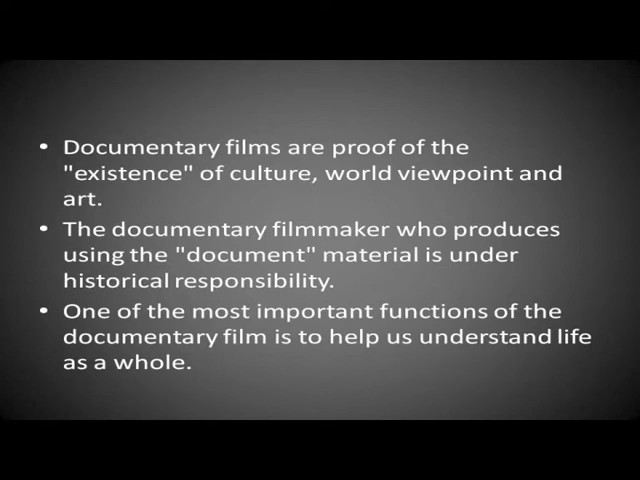 • Documentary films are proof of the
"existence" of culture, world viewpoint and
art.
• The documentary filmmaker who produces
using the "document" material is under
historical responsibility.
• One of the most important functions of the
documentary film is to help us understand life
as a whole.